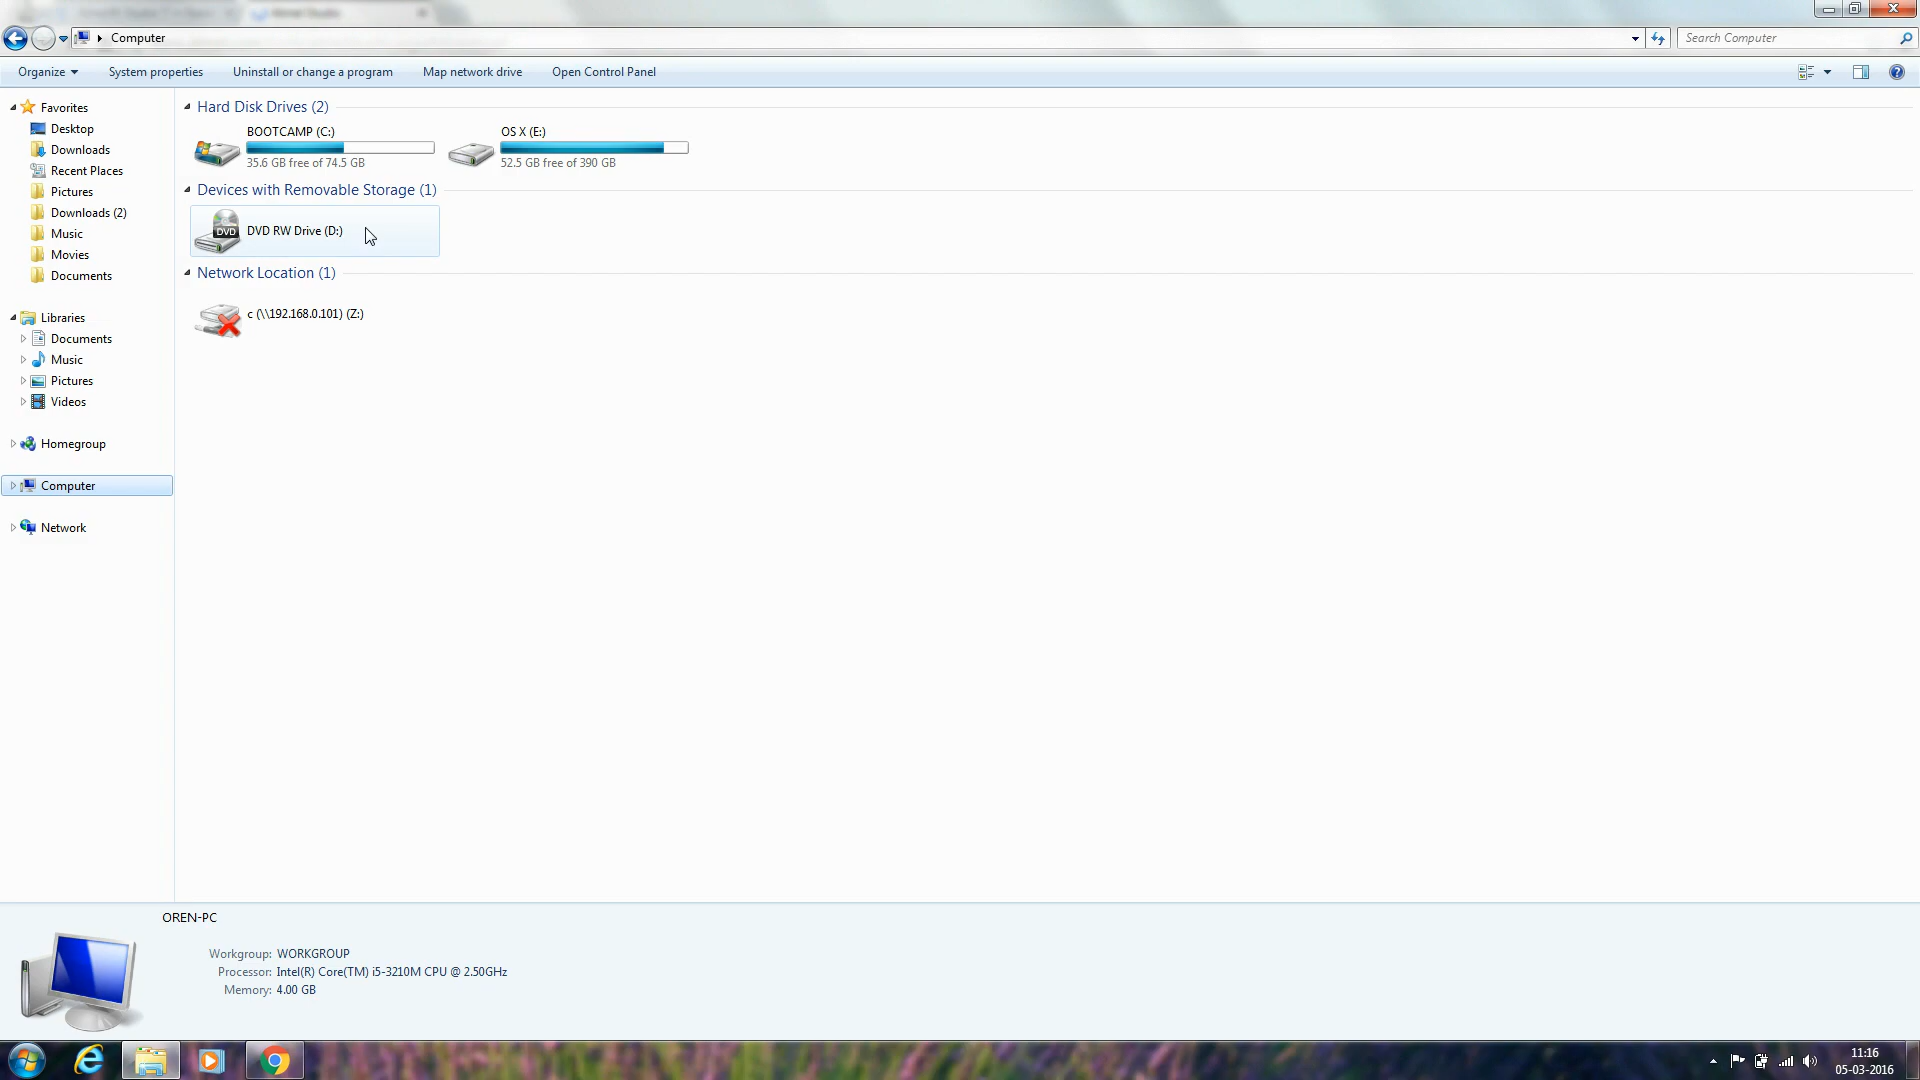 Computer
Search Computer
Organize
System properties
Uninstall or change a program
Map network drive
Open Control Panel
Favorites
Desktop
Downloads
Recent Places
Pictures
Downloads (2)
Music
Movies
Documents
Libraries
Documents
Music
Pictures
Videos
Homegroup
Computer
Network
Hard Disk Drives (2)
BOOTCAMP (C:)
35.6 GB free of 74.5 GB
OS X (E:)
52.5 GB free of 390 GB
Devices with Removable Storage (1)
DVD
DVD RW Drive (D:)
Network Location (1)
c (\\192.168.0.101) (Z:)
OREN-PC
Workgroup: WORKGROUP
Processor: Intel(R) Core(TM) i5-3210M CPU @ 2.50GHz
Memory: 4.00 GB
11:16
05-03-2016